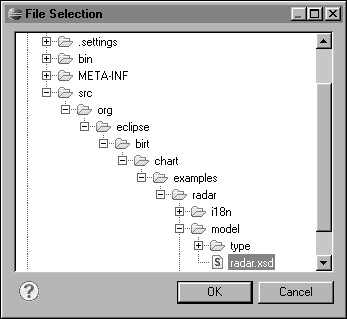 File Selection
.settings
bin
META-INF
src
org
eclipse
birt
chart
examples
radar
i18n
model
type
S radar.xsd
?
OK Cancel